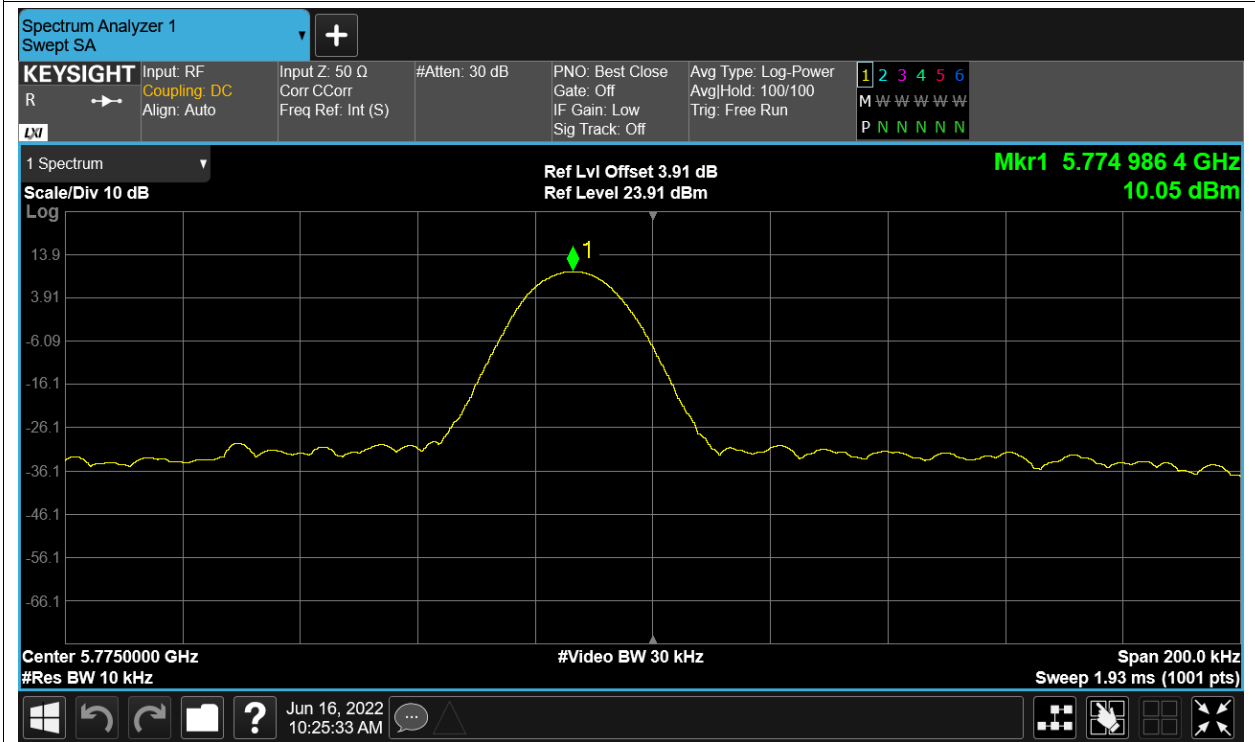 Spectrum Analyzer 1
Swept SA
KEYSIGHT
R
LXI
Input: RF
Coupling: DC
Align: Auto
Input Z: 50 Ω
Corr CCorr
Freq Ref: Int (S)
#Atten: 30 dB
PNO: Best Close
Gate: Off
IF Gain: Low
Sig Track: Off
Avg Type: Log-Power
Avg|Hold: 100/100
Trig: Free Run
1 2 3 4 5 6
M W W W W W
P N N N N N
1 Spectrum
Scale/Div 10 dB
Log
Ref Lvl Offset 3.91 dB
Ref Level 23.91 dBm
Mkr1 5.774 986 4 GHz
10.05 dBm
1
13.9
3.91
-6.09
-16.1
-26.1
-36.1
-46.1
-56.1
-66.1
Center 5.7750000 GHz
#Res BW 10 kHz
#Video BW 30 kHz
Span 200.0 kHz
Sweep 1.93 ms (1001 pts)
?
Jun 16, 2022
10:25:33 AM